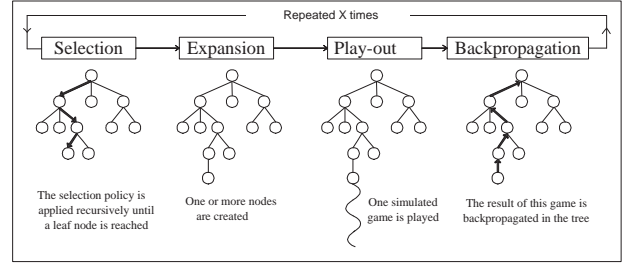 Repeated X times
Selection
Expansion
Play-out
Backpropagation
The selection policy is
applied recursively until
a leaf node is reached
One or more nodes
are created
One simulated
game is played
The result of this game is
backpropagated in the tree